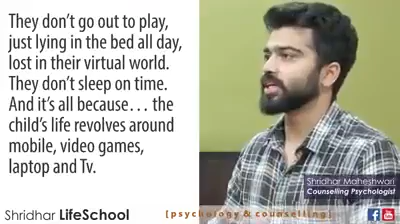 They don't go out to play,
just lying in the bed all day,
lost in their virtual world.
They don't sleep on time.
And it's all because... the
child's life revolves around
mobile, video games,
laptop and Tv.
Shridhar Maheshwari
Counselling Psychologist
Shridhar LifeSchool
[psychology & counselling]